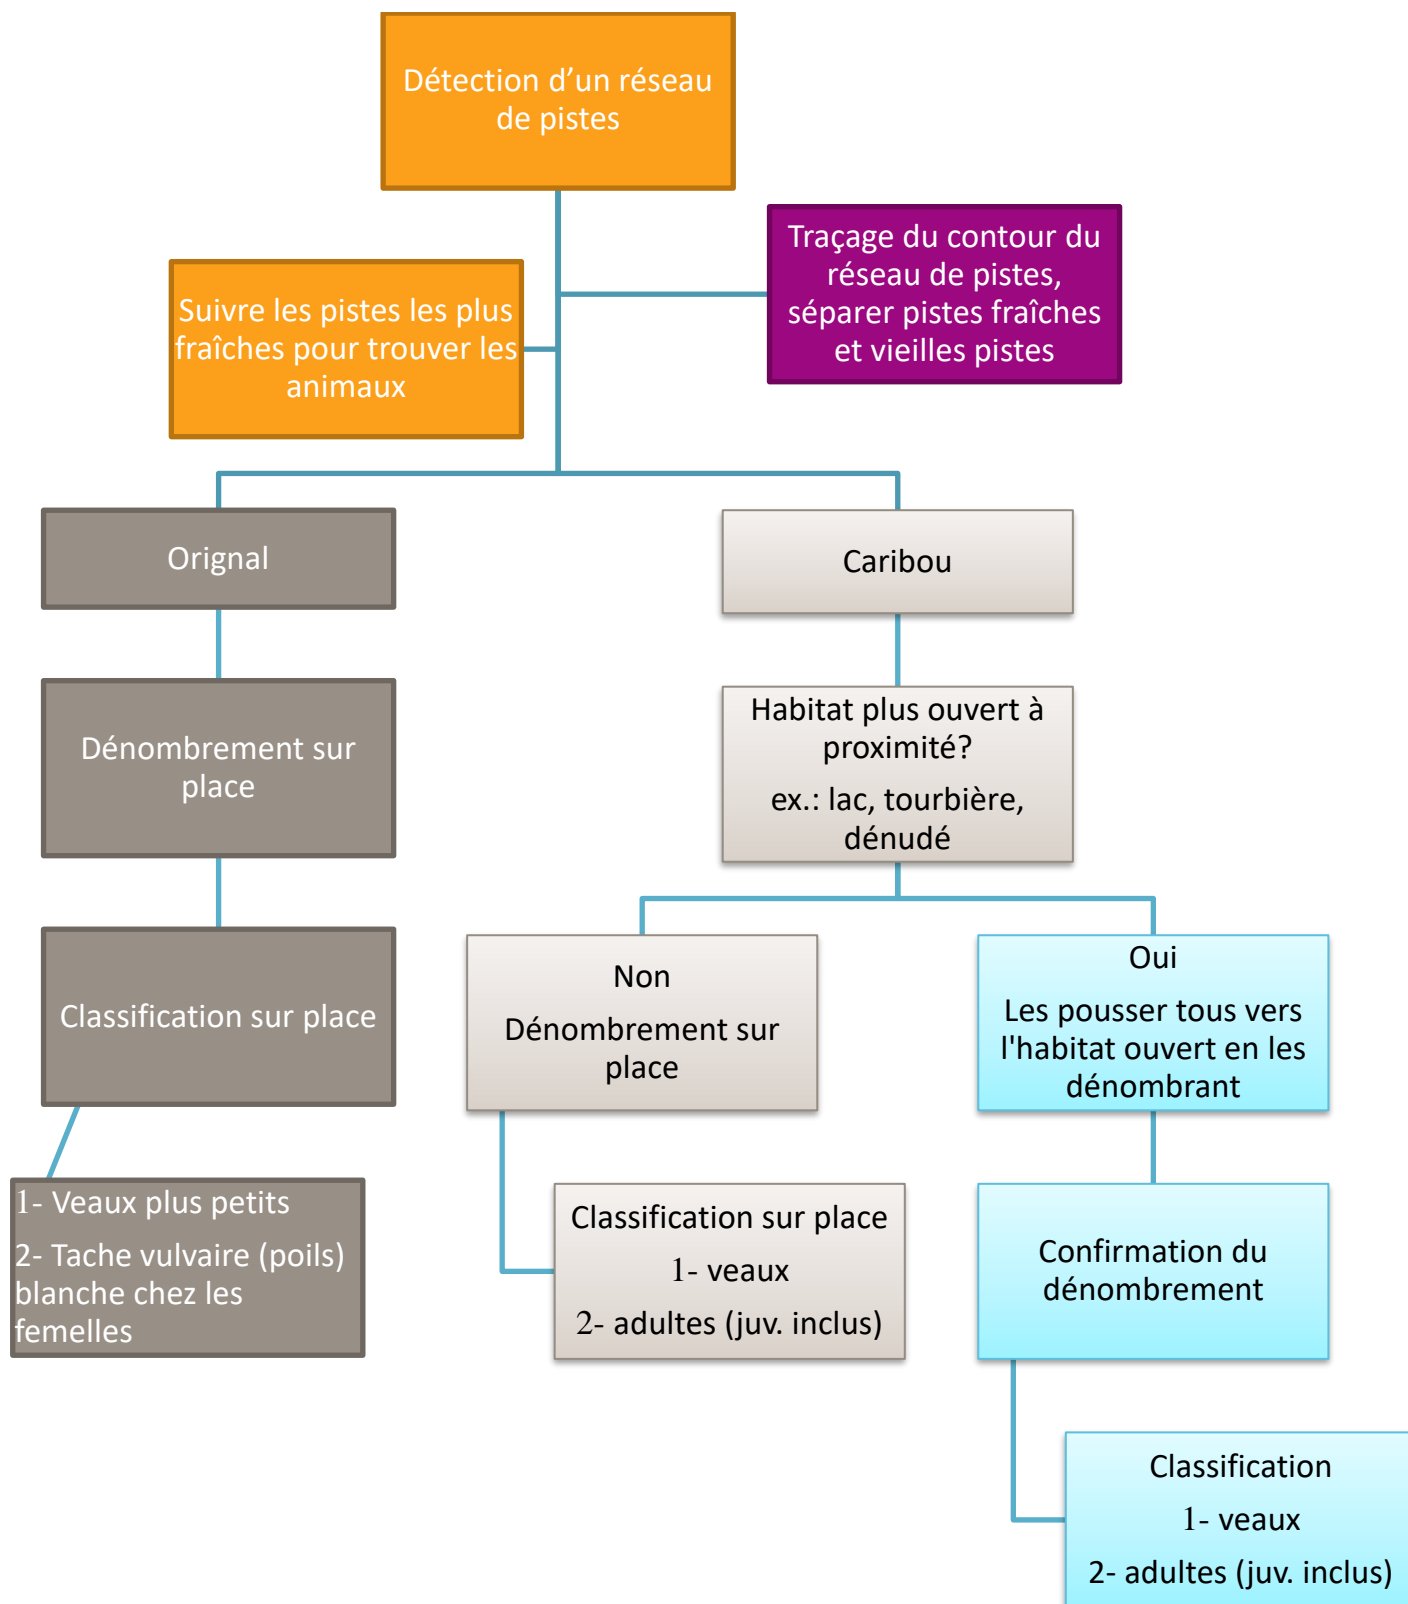 Détection d’un réseau
de pistes
Traçage du contour du
réseau de pistes,
séparer pistes fraîches
et vieilles pistes
Suivre les pistes les plus
fraîches pour trouver les
animaux
Orignal
Caribou
Dénombrement sur
place
Habitat plus ouvert à
proximité?
ex.: lac, tourbière,
dénudé
Classification sur place
Non
Dénombrement sur
place
Oui
Les pousser tous vers
l'habitat ouvert en les
dénombrant
1- Veaux plus petits
2- Tache vulvaire (poils)
blanche chez les
femelles
Classification sur place
1- veaux
2- adultes (juv. inclus)
Confirmation du
dénombrement
Classification
1- veaux
2- adultes (juv. inclus)